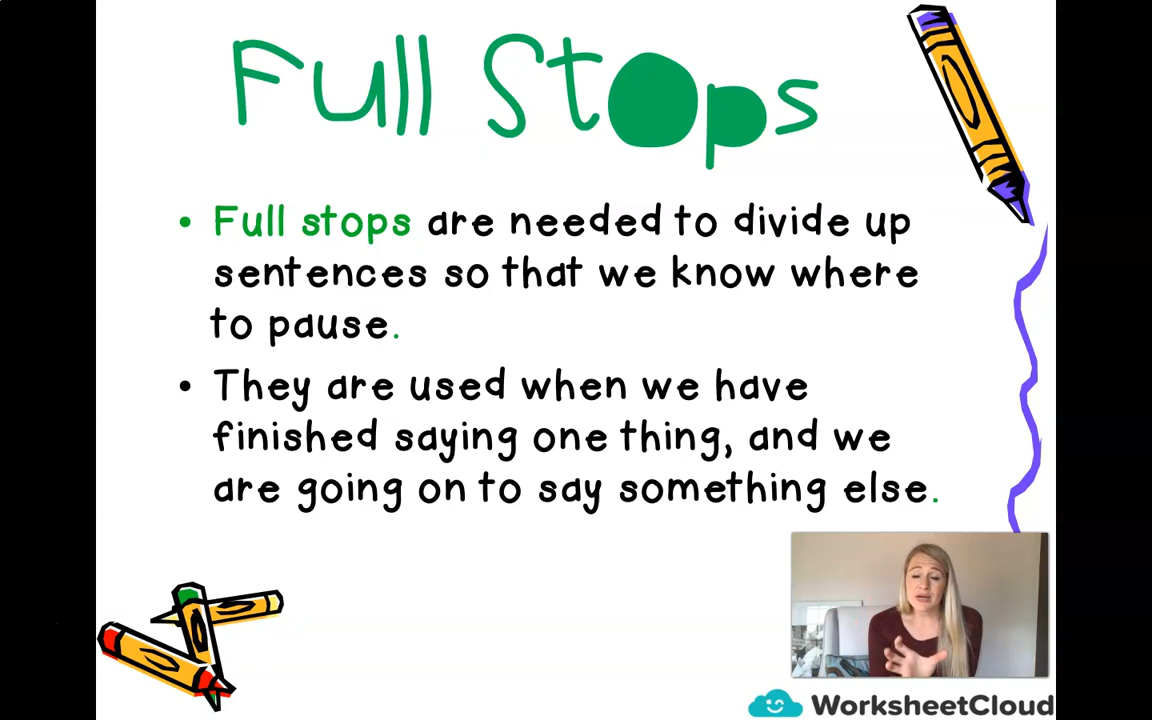 Full Stops
• Full stops are needed to divide up
sentences so that we know where
to pause.
• They are used when we have
finished saying one thing, and we
are going on to say something else.
WorksheetCloud